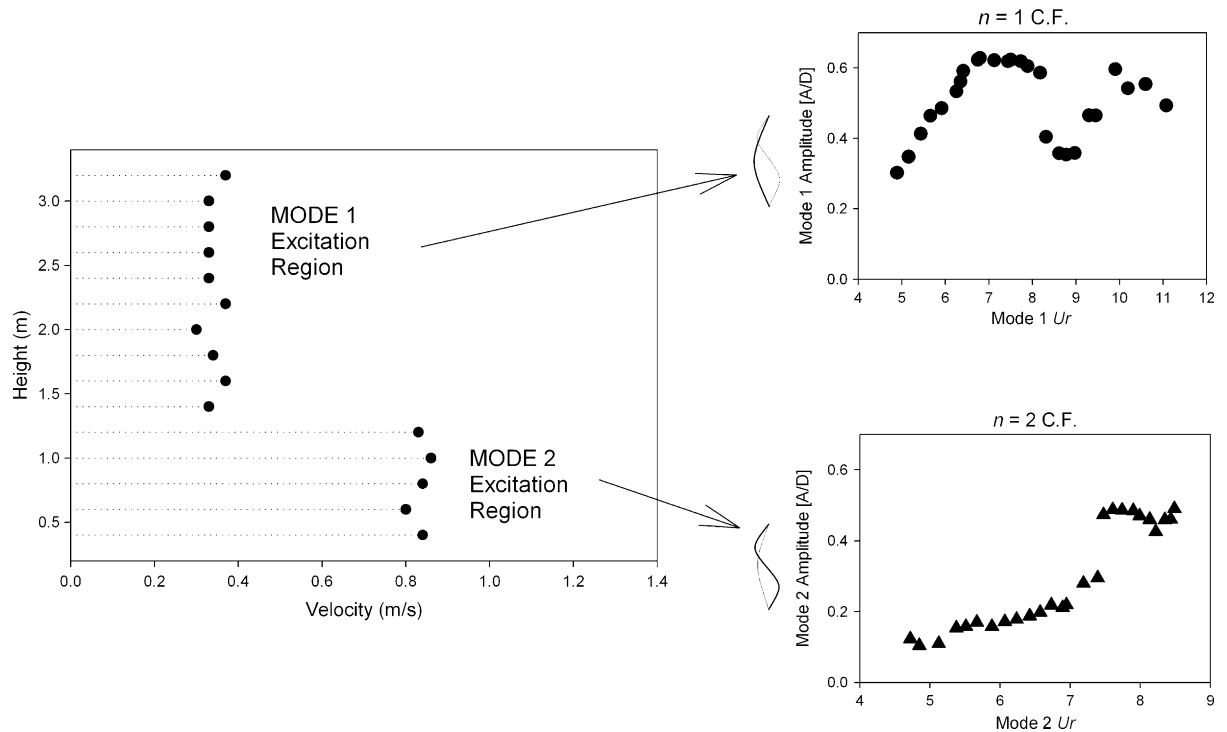 3.0
2.5
2.0
1.5
1.0
0.5
Height (m)
0.0 0.2 0.4 0.6 0.8 1.0 1.2 1.4
Velocity (m/s)
MODE 1
Excitation
Region
MODE 2
Excitation
Region
n = 1 C.F.
0.6
0.4
0.2
0.0
Mode 1 Amplitude [A/D]
4 5 6 7 8 9 10 11 12
Mode 1 Ur
n = 2 C.F.
0.6
0.4
0.2
0.0
Mode 2 Amplitude [A/D]
4 5 6 7 8 9
Mode 2 Ur